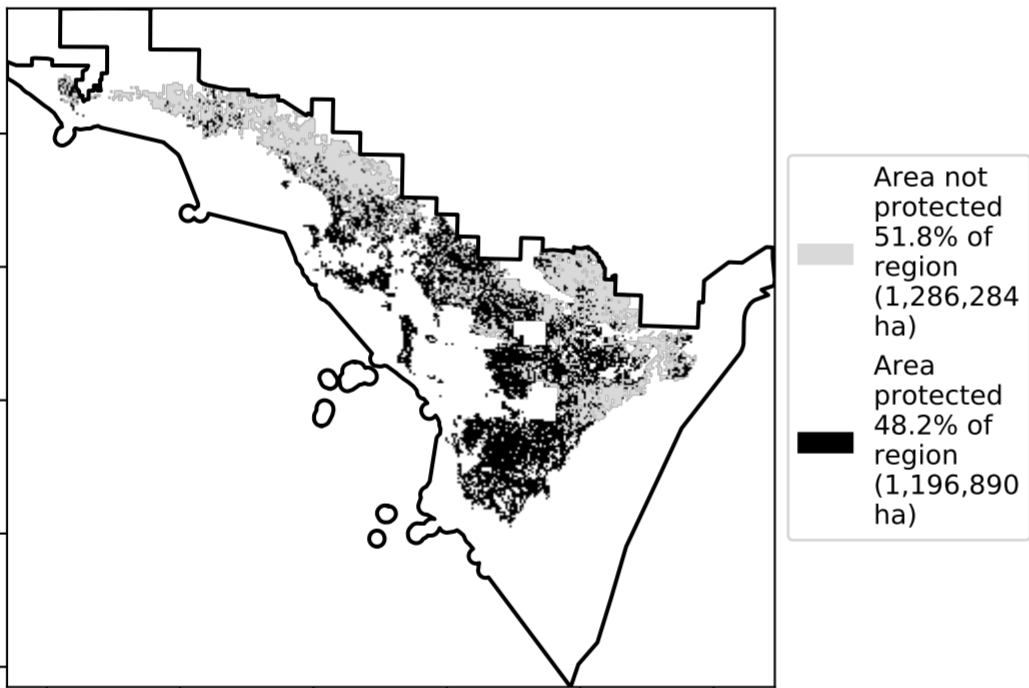 Area not
protected
51.8% of
region
(1,286,284
ha)
Area
protected
48.2% of
region
(1,196,890
ha)